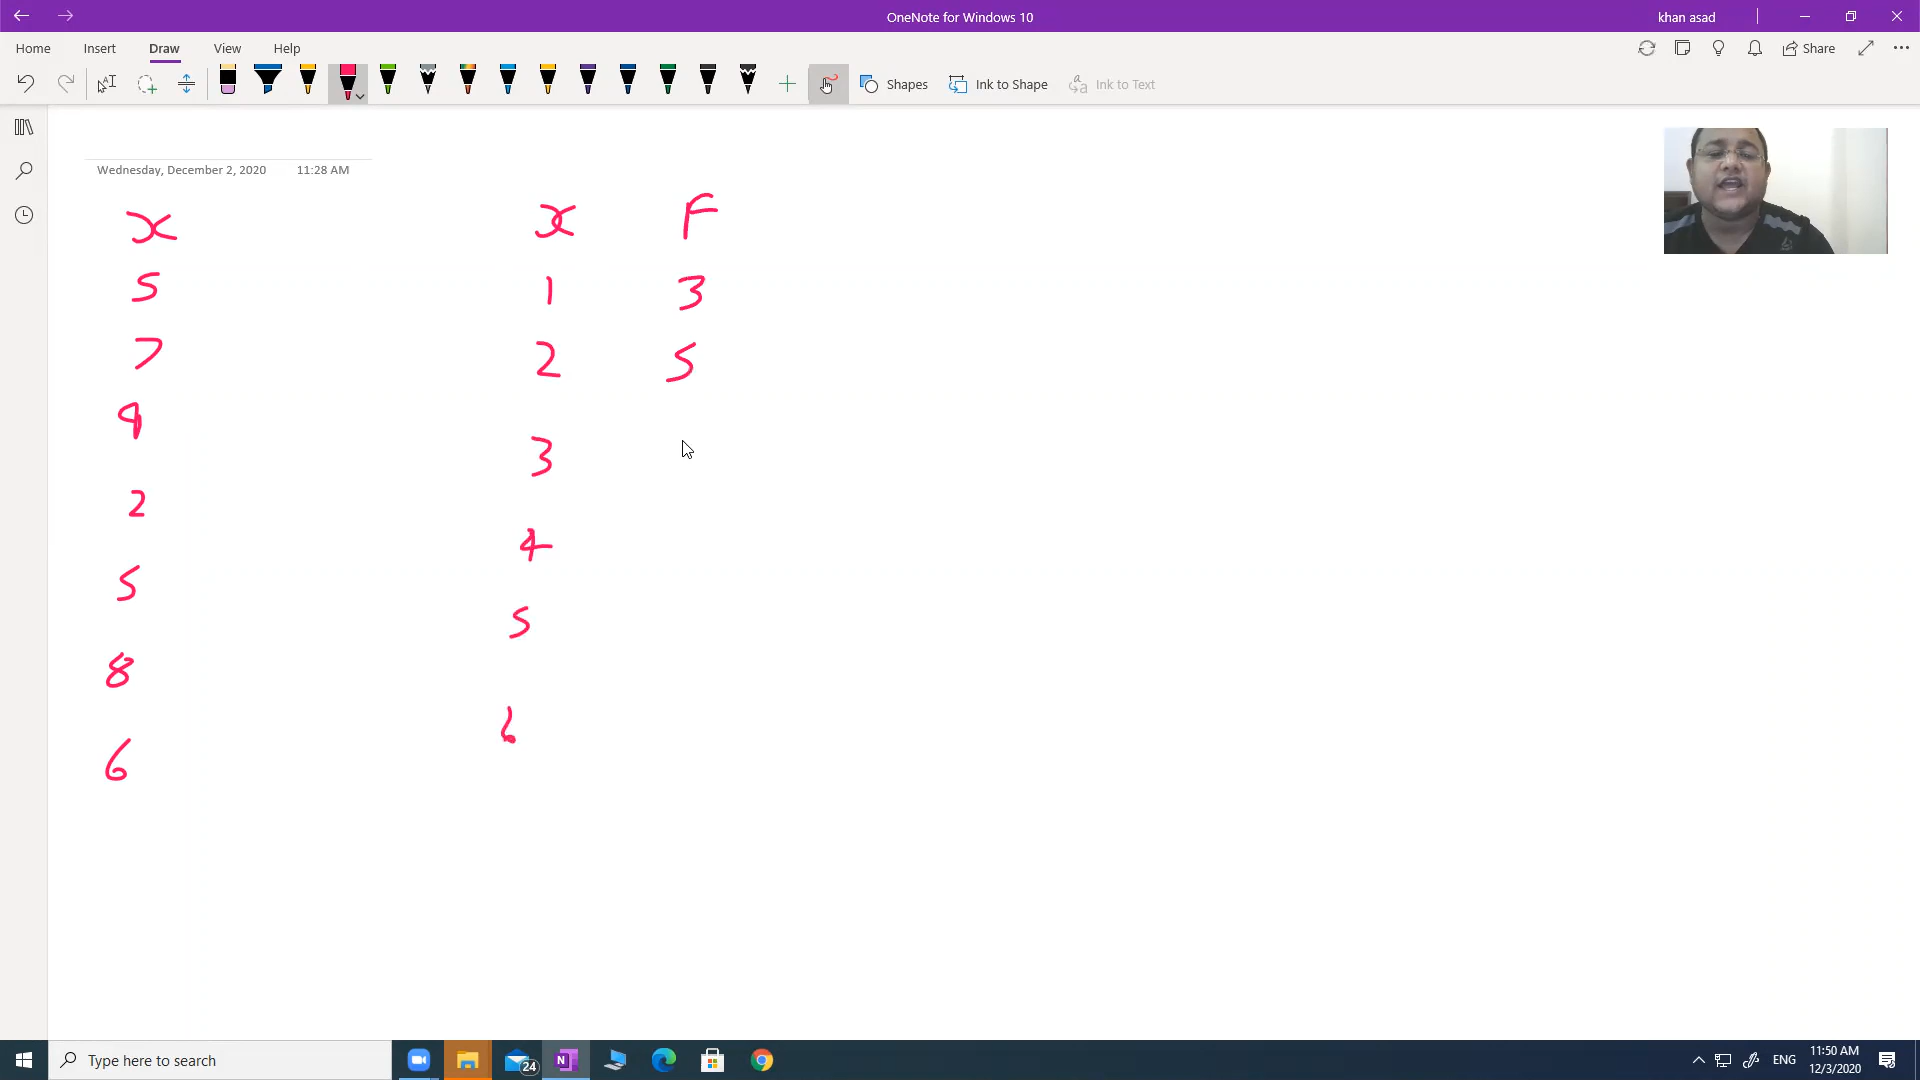 OneNote for Windows 10
khan asad
Home Insert Draw View Help
Share
Shapes Ink to Shape Ink to Text
Wednesday, December 2, 2020 11:28 AM
x x F
5 1 3
7 2 5
9 3
2 4
5 5
8 6
6
Type here to search
24
ENG
11:50 AM
12/3/2020